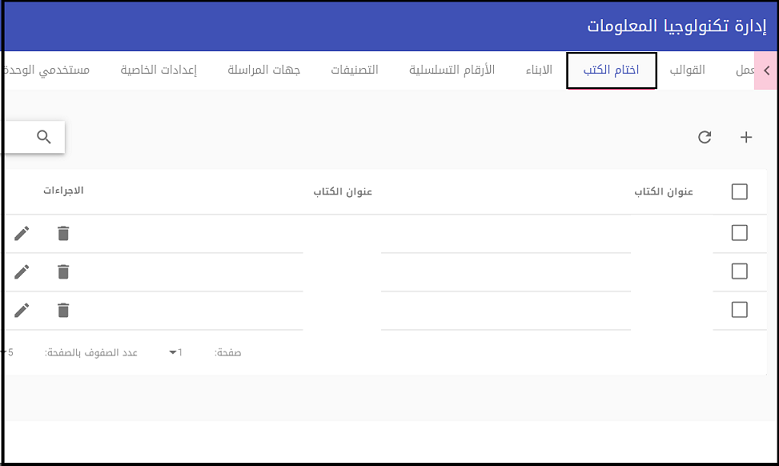 إدارة تكنولوجيا المعلومات
القوالب اختام الكتب الابناء الأرقام التسلسلية التصنيفات جهات المراسلة إعدادات الخاصية مستخدمي الوحدة
عنوان الكتاب عنوان الكتاب الاجراءات
صفحة: 1 عدد الصفوف بالصفحة: 5